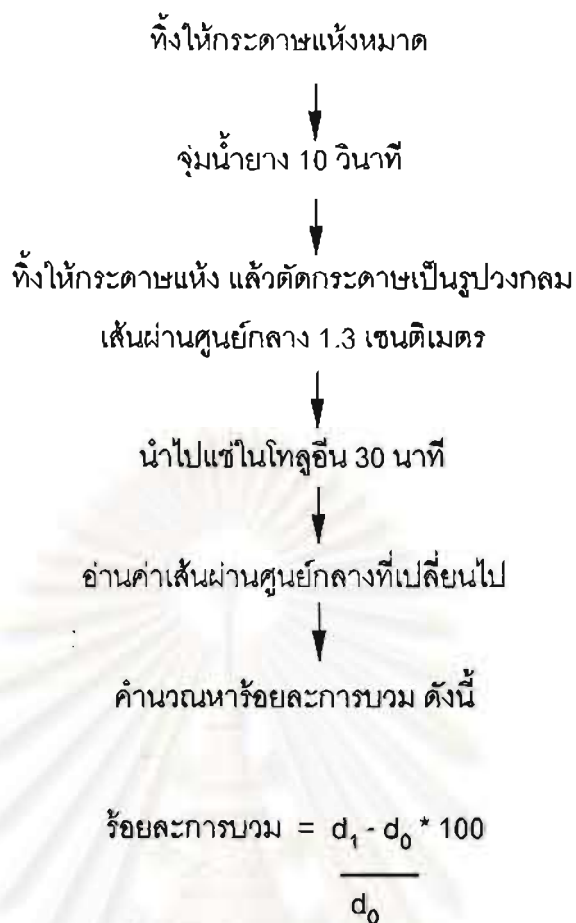 ทิ้งให้กระดาษแห้งหมาด
จุ่มน้ำยาง 10 วินาที
ทิ้งให้กระดาษแห้ง แล้วตัดกระดาษเป็นรูปวงกลม
เส้นผ่านศูนย์กลาง 1.3 เซนติเมตร
นำไปแช่ในโทลูอีน 30 นาที
อ่านค่าเส้นผ่านศูนย์กลางที่เปลี่ยนไป
คำนวณหาร้อยละการบวม ดังนี้
ร้อยละการบวม = d₁ - d₀ * 100
d₀